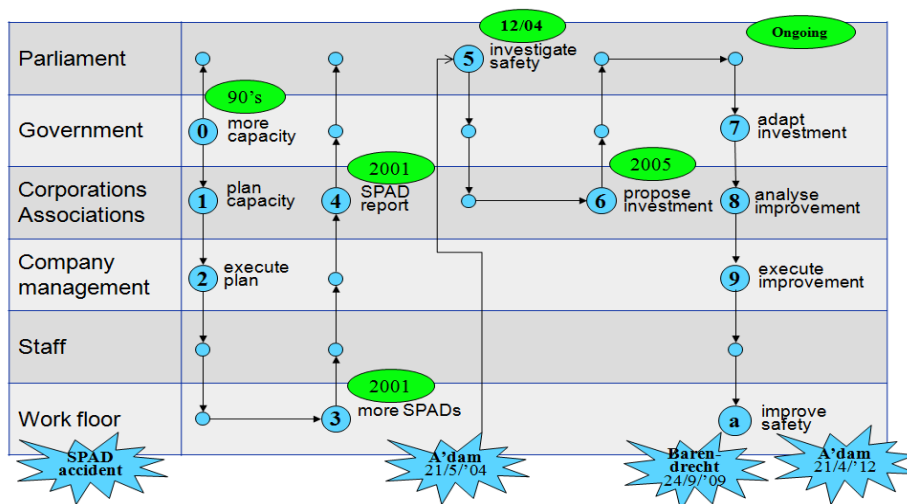 Parliament
12/04
5
investigate
safety
Ongoing
Government
90's
0
more
capacity
7
adapt
investment
Corporations
Associations
1
plan
capacity
2001
4
SPAD
report
2005
6
propose
investment
8
analyse
improvement
Company
management
2
execute
plan
9
execute
improvement
Staff
Work floor
2001
3
more SPADs
a
improve
safety
SPAD
accident
A'dam
21/5/'04
Baren-
drecht
24/9/'09
A'dam
21/4/'12